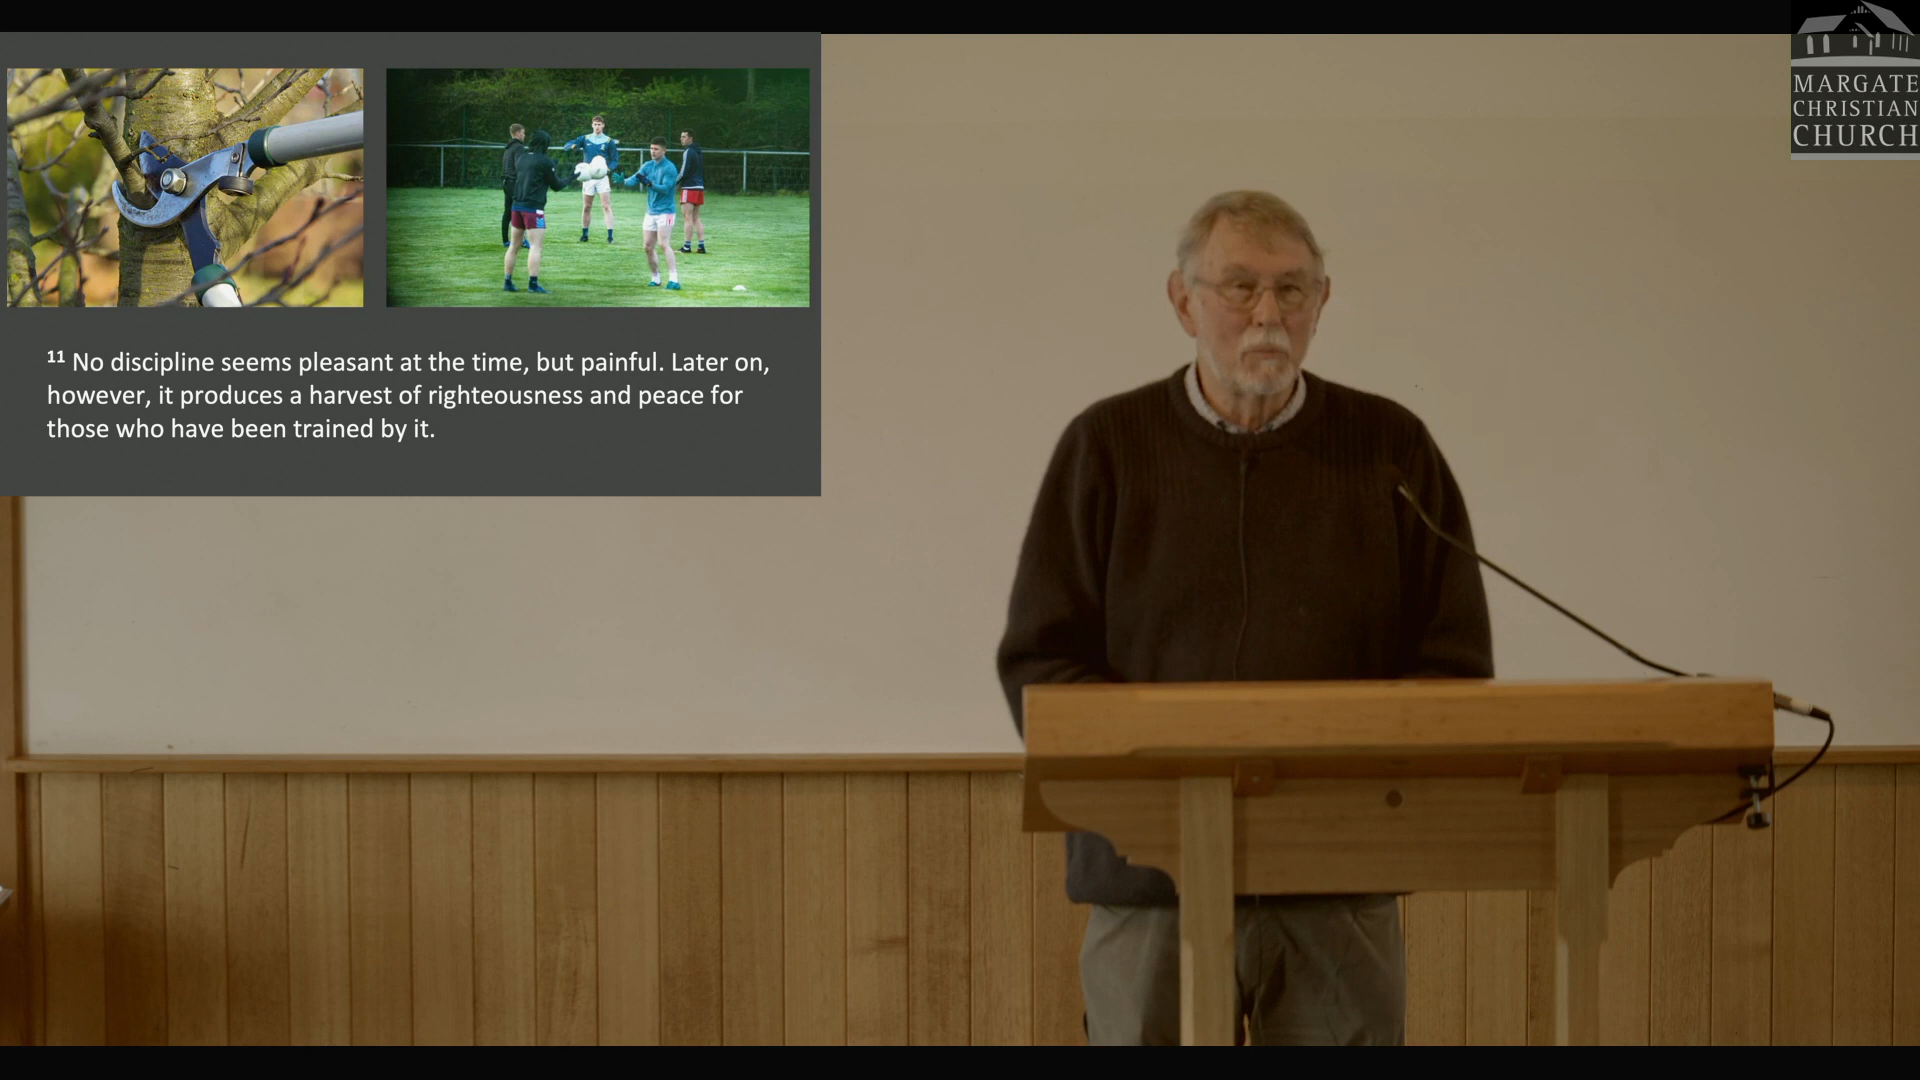 ¹¹ No discipline seems pleasant at the time, but painful. Later on,
however, it produces a harvest of righteousness and peace for
those who have been trained by it.
MARGATE
CHRISTIAN
CHURCH